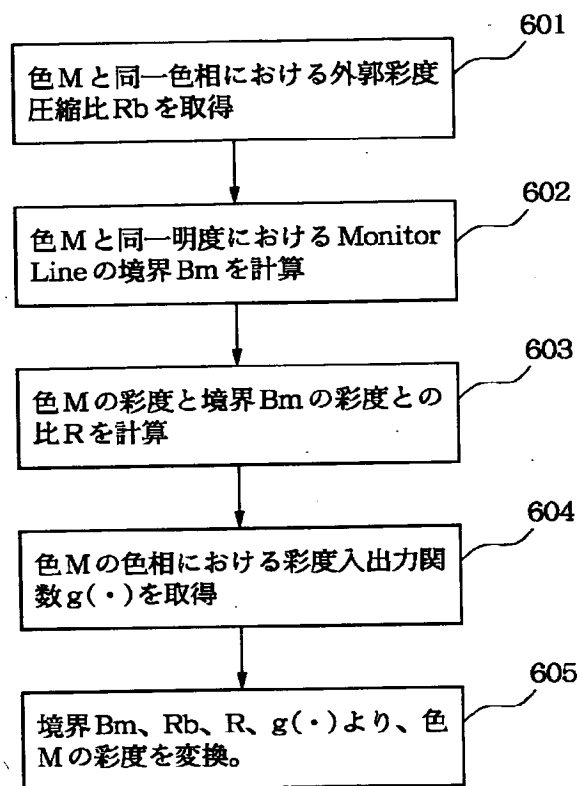 601
色Mと同一色相における外郭彩度
圧縮比Rbを取得
602
色Mと同一明度におけるMonitor
Lineの境界Bmを計算
603
色Mの彩度と境界Bmの彩度との
比Rを計算
604
色Mの色相における彩度入出力関
数g(・)を取得
605
境界Bm、Rb、R、g(・)より、色
Mの彩度を変換。